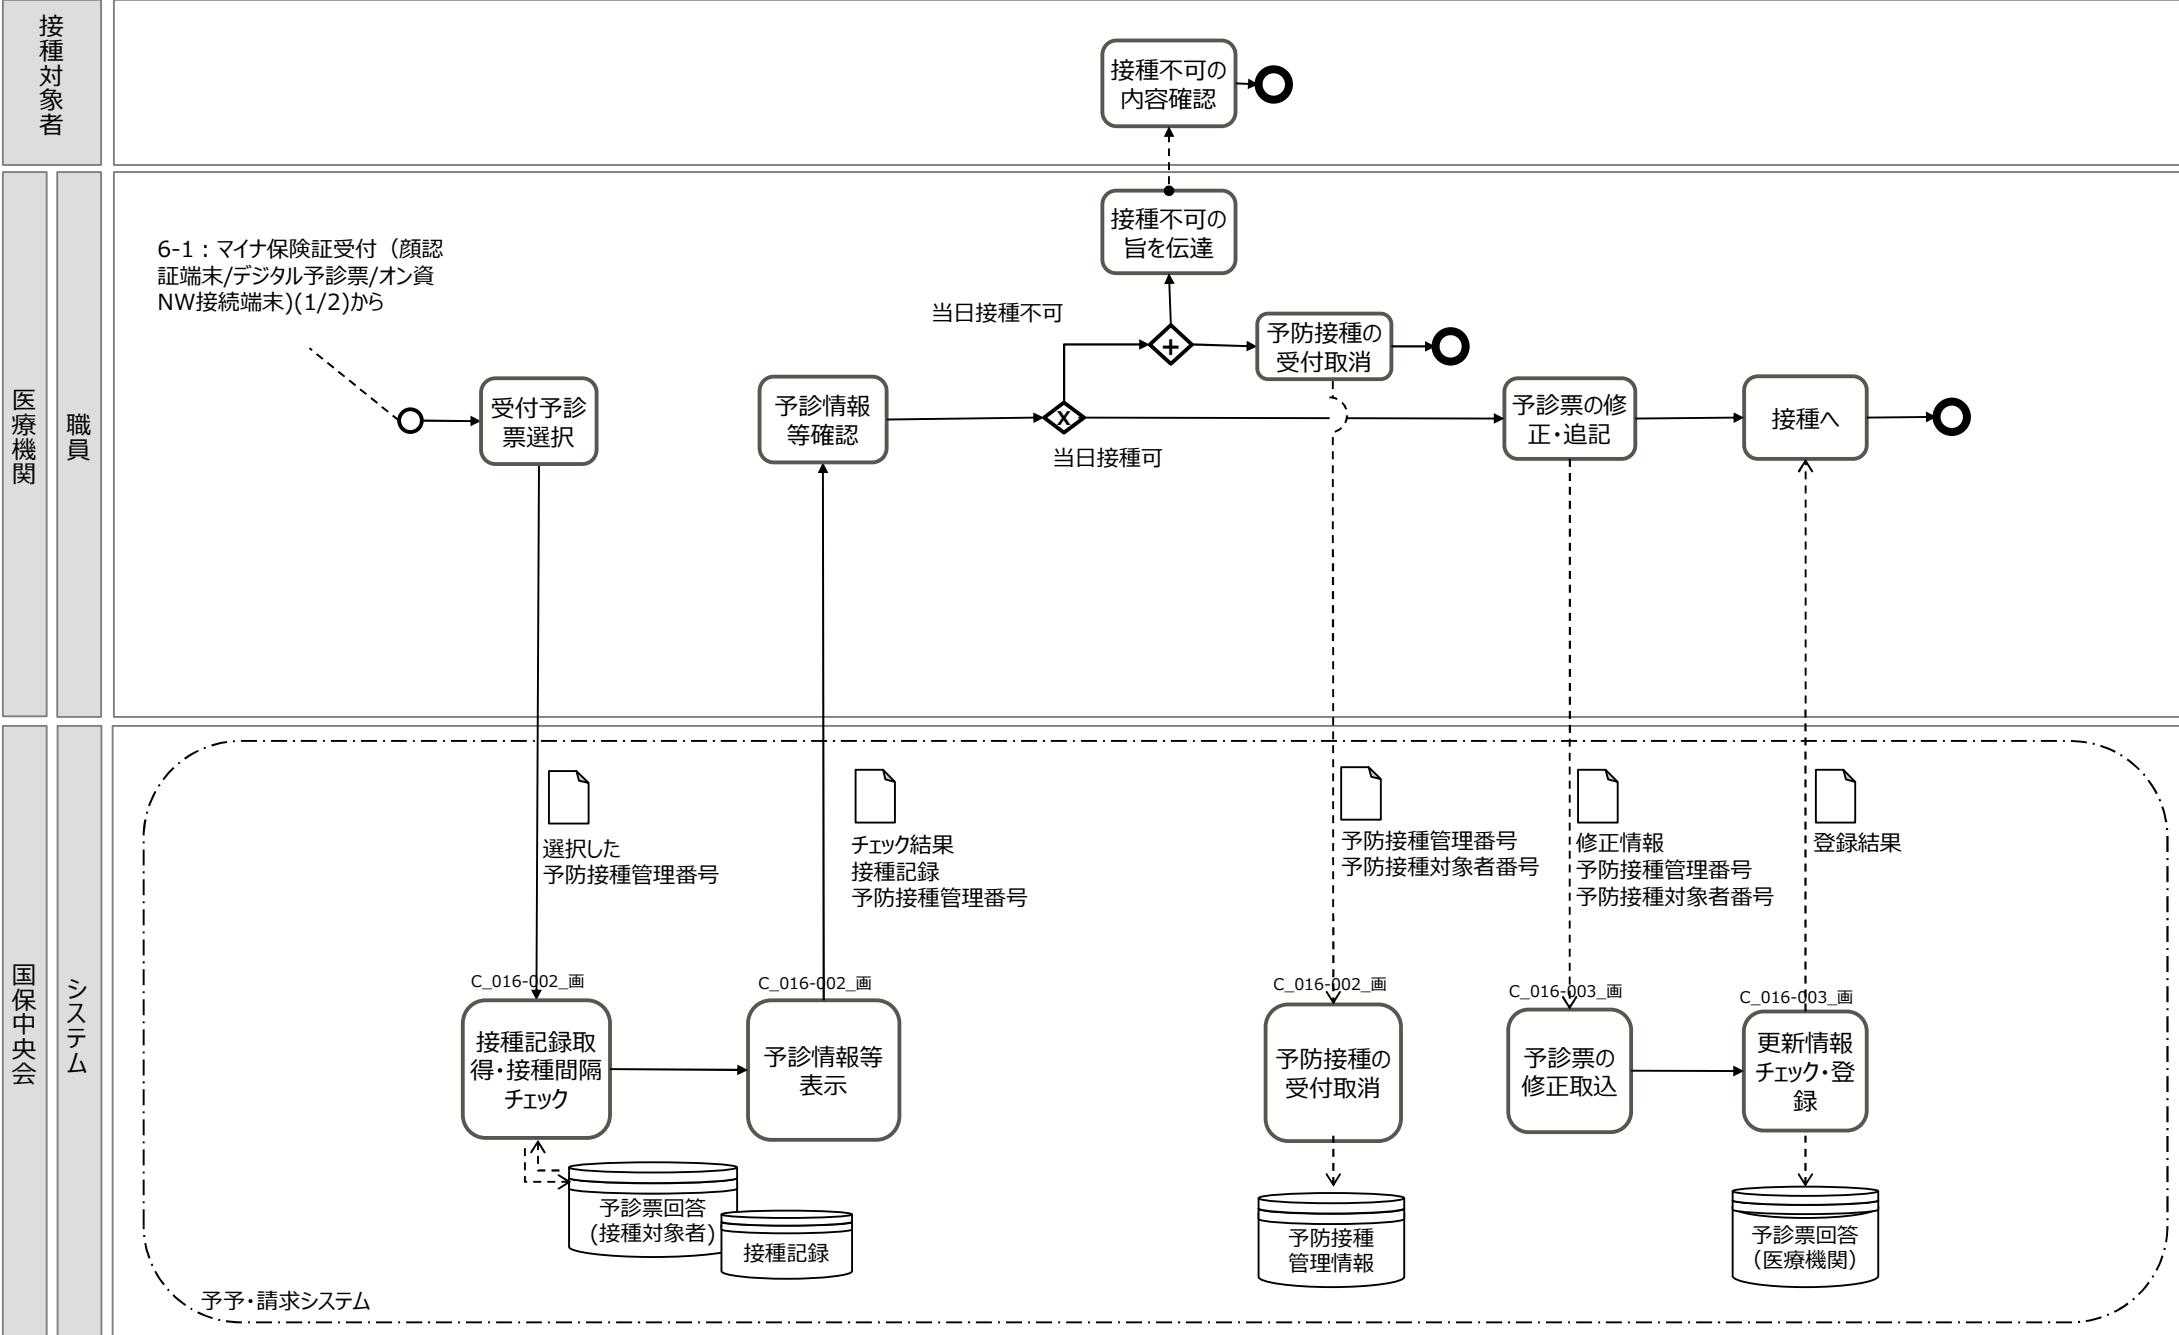 接種対象者
接種不可の
内容確認
医療機関
職員
6-1：マイナ保険証受付（顔認
証端末/デジタル予診票/オン資
NW接続端末)(1/2)から
接種不可の
旨を伝達
当日接種不可
+
予防接種の
受付取消
受付予診
票選択
予診情報
等確認
X
当日接種可
予診票の修
正・追記
接種へ
国保中央会
システム
選択した
予防接種管理番号
チェック結果
接種記録
予防接種管理番号
予防接種管理番号
予防接種対象者番号
修正情報
予防接種管理番号
予防接種対象者番号
登録結果
C_016-002_画
接種記録取
得・接種間隔
チェック
C_016-002_画
予診情報等
表示
C_016-002_画
予防接種の
受付取消
C_016-003_画
予診票の
修正取込
C_016-003_画
更新情報
チェック・登
録
予診票回答
(接種対象者)
接種記録
予防接種
管理情報
予診票回答
（医療機関）
予予・請求システム